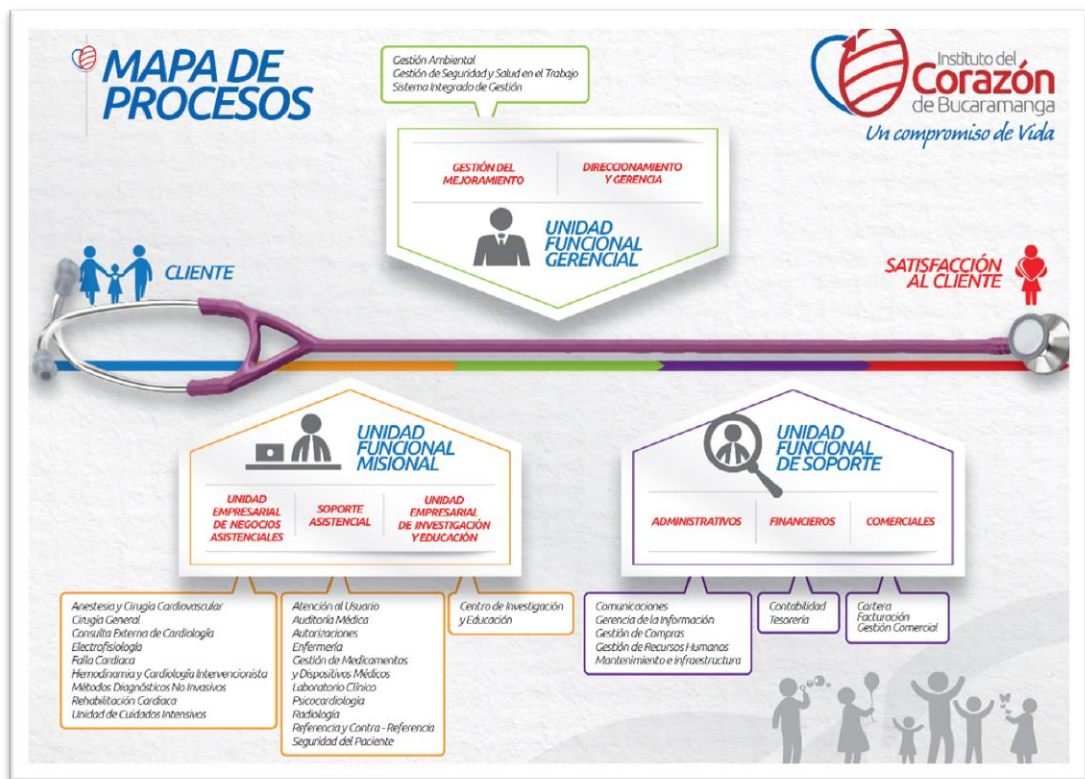 MAPA DE
PROCESOS
Gestión Ambiental
Gestión de Seguridad y Salud en el Trabajo
Sistema Integrado de Gestión
Instituto del
Corazón
de Bucaramanga
Un compromiso de Vida
GESTIÓN DEL
MEJORAMIENTO
DIRECCIONAMIENTO
Y GERENCIA
UNIDAD
FUNCIONAL
GERENCIAL
CLIENTE
SATISFACCIÓN
AL CLIENTE
UNIDAD
FUNCIONAL
MISIONAL
UNIDAD
EMPRESARIAL
DE NEGOCIOS
ASISTENCIALES
SOPORTE
ASISTENCIAL
UNIDAD
EMPRESARIAL
DE INVESTIGACIÓN
Y EDUCACIÓN
UNIDAD
FUNCIONAL
DE SOPORTE
ADMINISTRATIVOS
FINANCIEROS
COMERCIALES
Anestesia y Cirugía Cardiovascular
Cirugía General
Consulta Externa de Cardiología
Electrofisiología
Falla Cardiaca
Hemodinamia y Cardiología Intervencionista
Métodos Diagnósticos No Invasivos
Rehabilitación Cardiaca
Unidad de Cuidados Intensivos
Atención al Usuario
Auditoría Médica
Autorizaciones
Enfermería
Gestión de Medicamentos
y Dispositivos Médicos
Laboratorio Clínico
Psicocardiología
Radiología
Referencia y Contra - Referencia
Seguridad del Paciente
Centro de Investigación
y Educación
Comunicaciones
Gerencia de la Información
Gestión de Compras
Gestión de Recursos Humanos
Mantenimiento e infraestructura
Contabilidad
Tesorería
Cartera
Facturación
Gestión Comercial